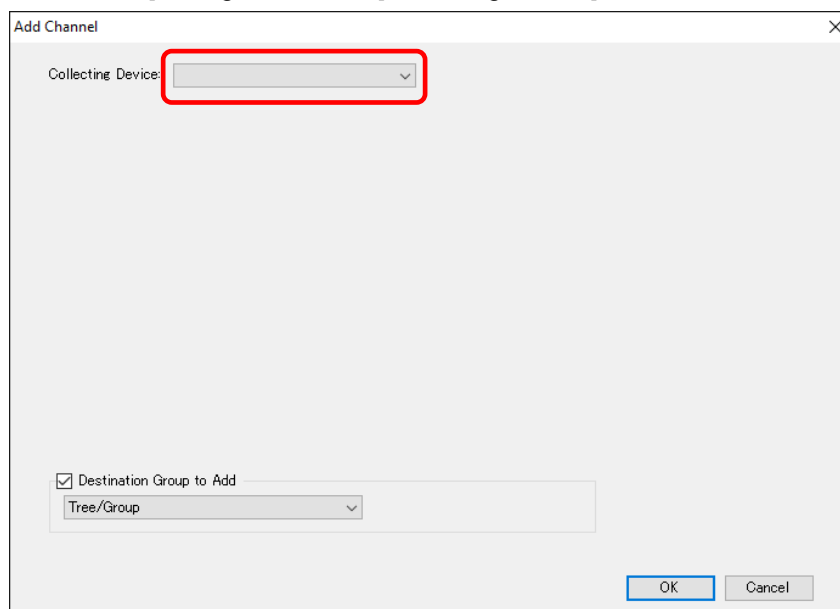 Add Channel
Collecting Device:
Destination Group to Add
Tree/Group
OK Cancel